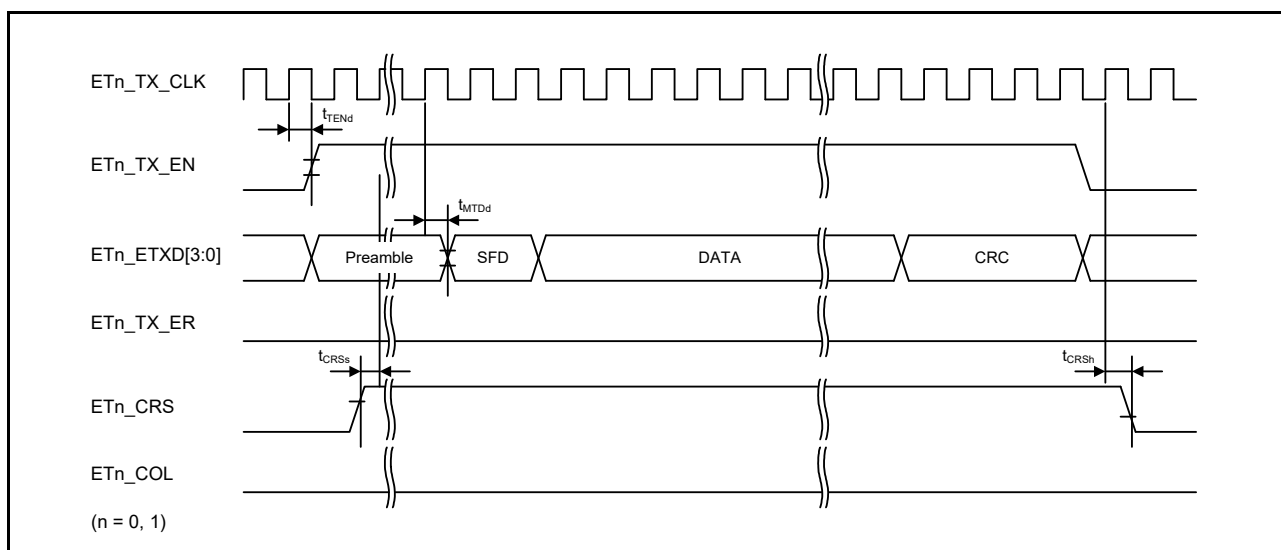 ETn_TX_CLK
tTENd
ETn_TX_EN
tMTDd
ETn_ETXD[3:0]
Preamble
SFD
DATA
CRC
ETn_TX_ER
tCRSs
tCRSh
ETn_CRS
ETn_COL
(n = 0, 1)